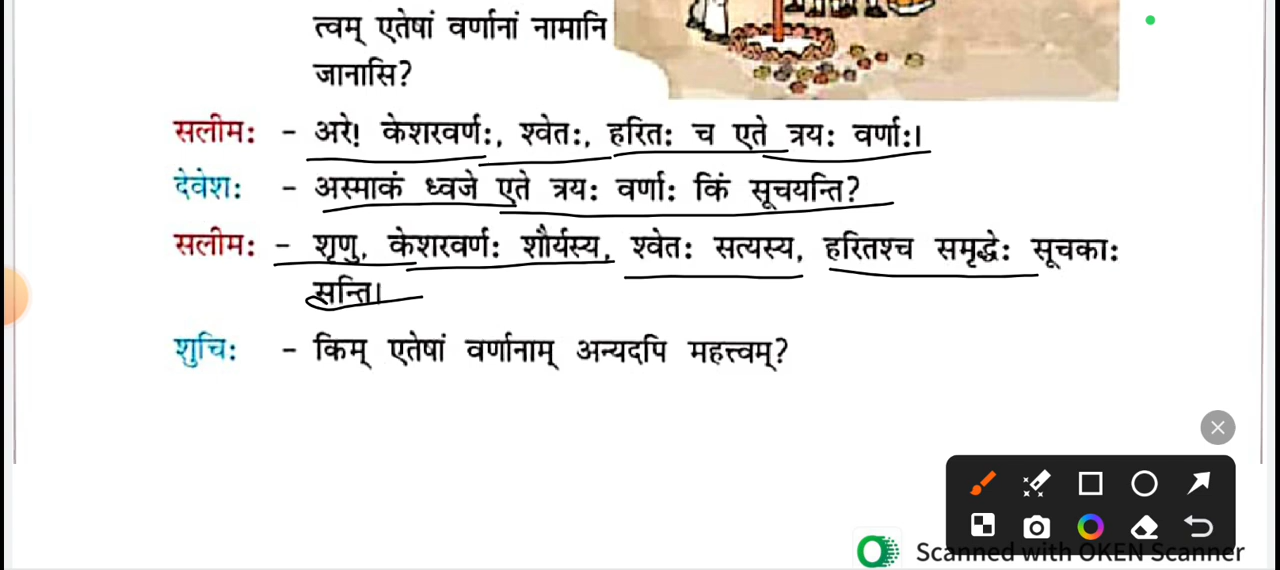 त्वम् एतेषां वर्णानां नामानि
जानासि?
सलीमः - अरे! केशरवर्णः, श्वेतः, हरितः च एते त्रयः वर्णाः।
देवेशः - अस्माकं ध्वजे एते त्रयः वर्णाः किं सूचयन्ति?
सलीमः - शृणु, केशरवर्णः शौर्यस्य, श्वेतः सत्यस्य, हरितश्च समृद्धेः सूचकाः
सन्ति।
शुचिः - किम् एतेषां वर्णानाम् अन्यदपि महत्त्वम्?
Scanned with OKEN Scanner